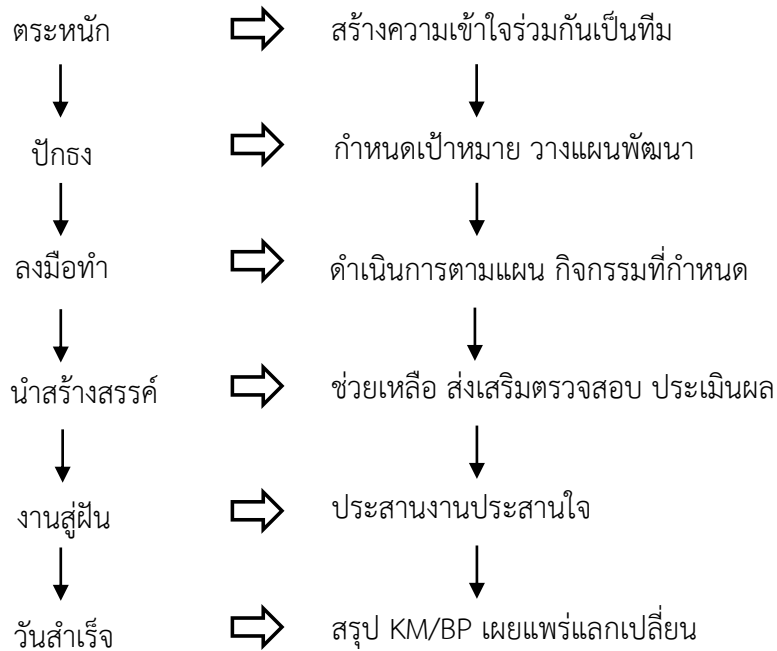 ตระหนัก สร้างความเข้าใจร่วมกันเป็นทีม
ปักธง กำหนดเป้าหมาย วางแผนพัฒนา
ลงมือทำ ดำเนินการตามแผน กิจกรรมที่กำหนด
นำสร้างสรรค์ ช่วยเหลือ ส่งเสริมตรวจสอบ ประเมินผล
งานสู่ฝัน ประสานงานประสานใจ
วันสำเร็จ สรุป KM/BP เผยแพร่แลกเปลี่ยน